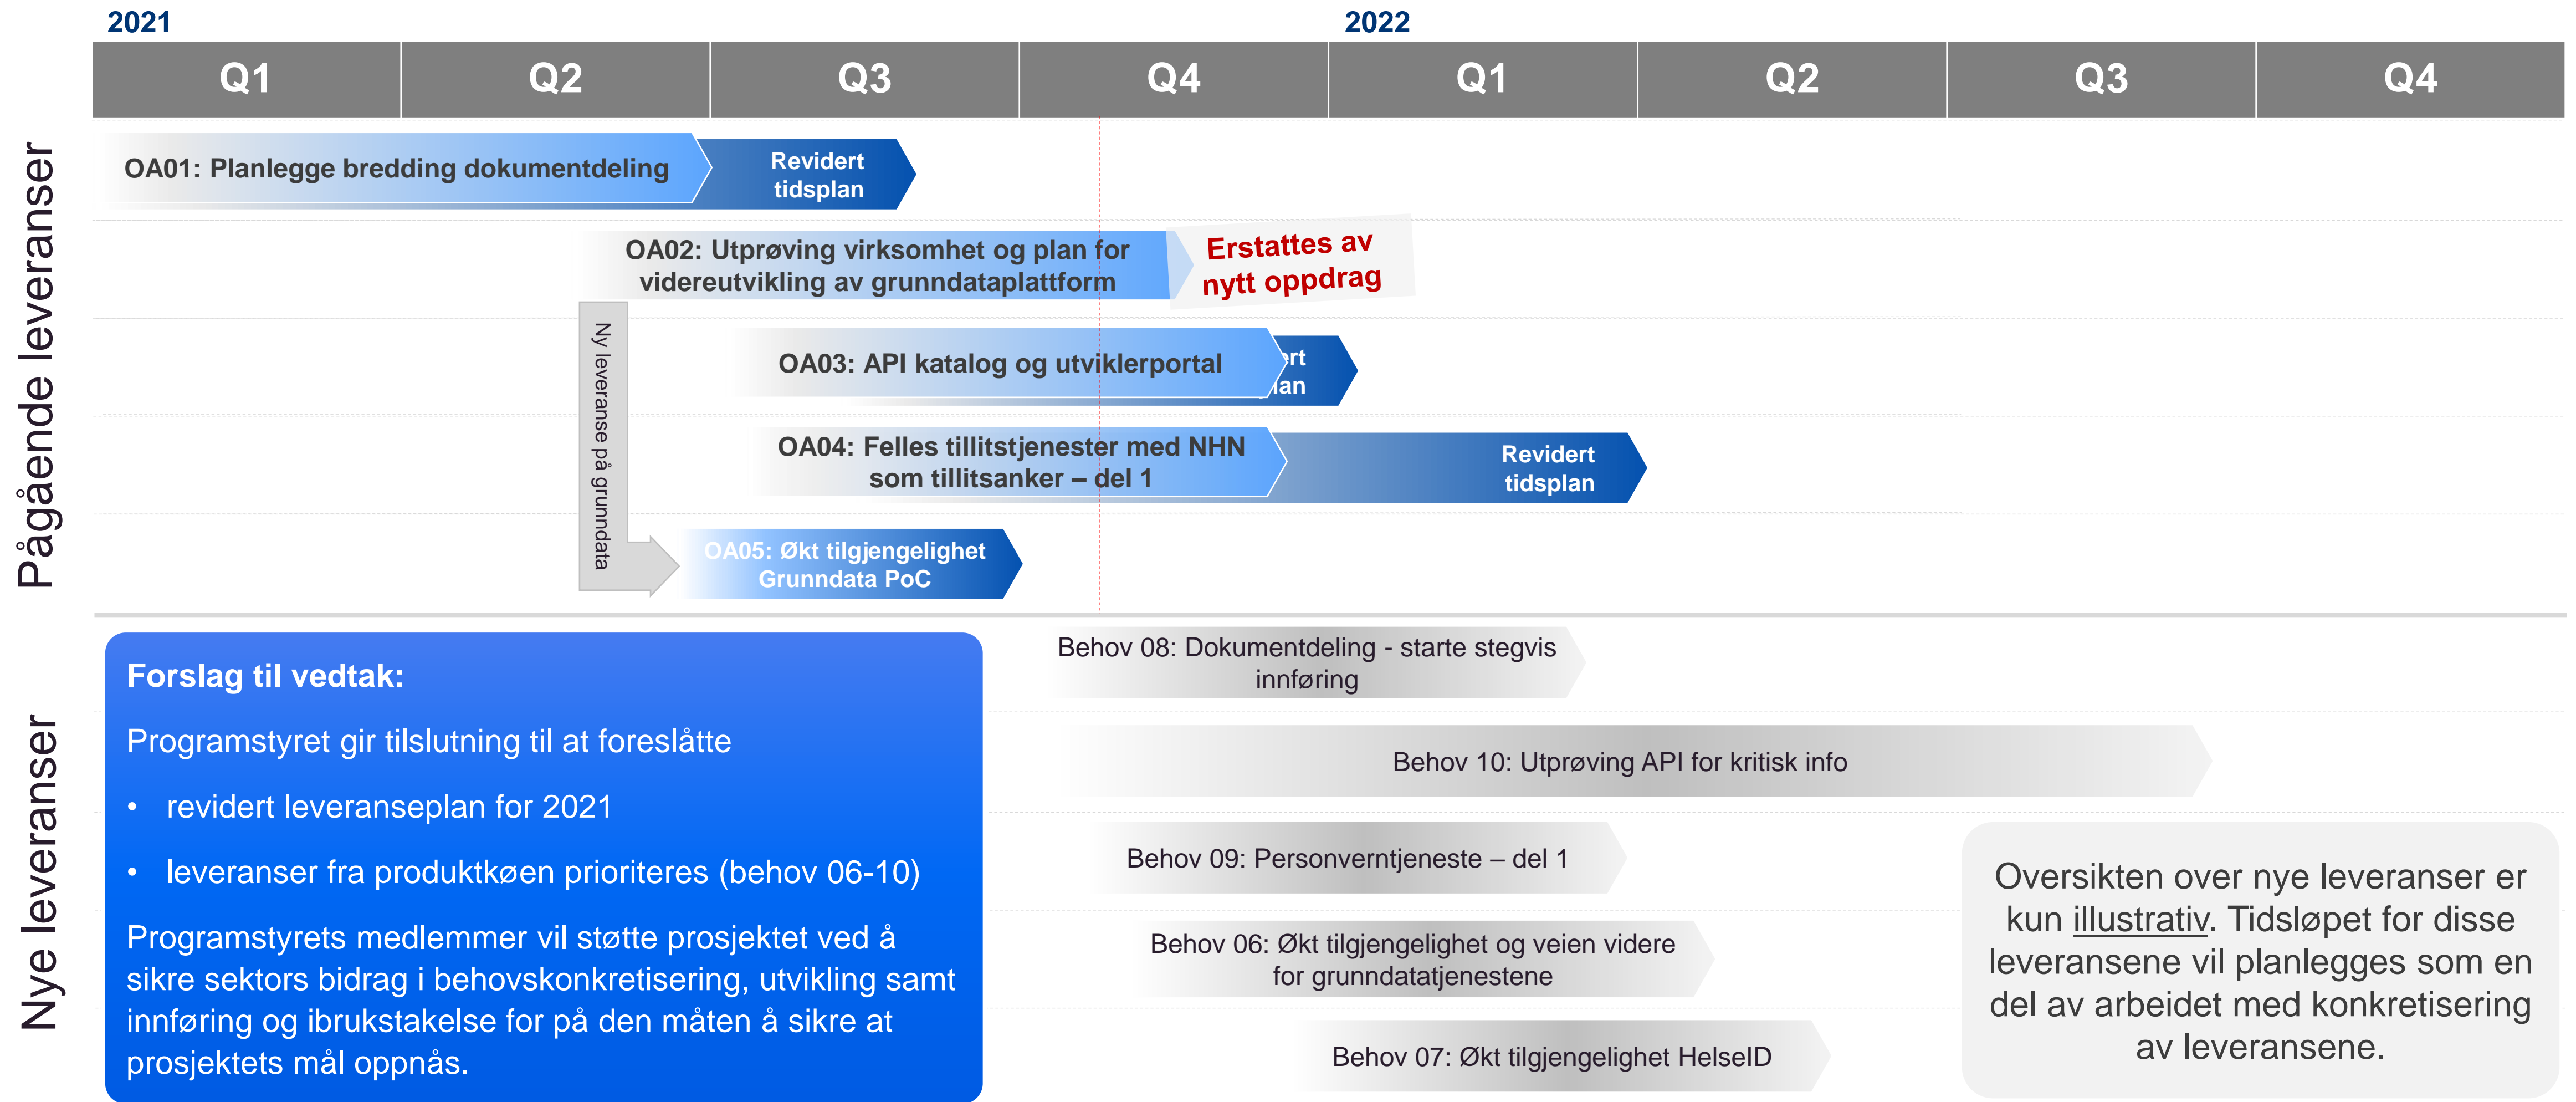 2021
2022
Q1
Q2
Q3
Q4
Q1
Q2
Q3
Q4
Pågående leveranser
OA01: Planlegge bredding dokumentdeling
Revidert
tidsplan
OA02: Utprøving virksomhet og plan for
videreutvikling av grunndataplattform
Erstattes av
nytt oppdrag
Ny leveranse på grunndata
OA03: API katalog og utviklerportal
OA04: Felles tillitstjenester med NHN
som tillitsanker – del 1
Revidert
tidsplan
OA05: Økt tilgjengelighet
Grunndata PoC
Nye leveranser
Forslag til vedtak:
Programstyret gir tilslutning til at foreslåtte
• revidert leveranseplan for 2021
• leveranser fra produktkøen prioriteres (behov 06-10)
Programstyrets medlemmer vil støtte prosjektet ved å
sikre sektors bidrag i behovskonkretisering, utvikling samt
innføring og ibrukstakelse for på den måten å sikre at
prosjektets mål oppnås.
Behov 08: Dokumentdeling - starte stegvis
innføring
Behov 10: Utprøving API for kritisk info
Behov 09: Personverntjeneste – del 1
Behov 06: Økt tilgjengelighet og veien videre
for grunndatatjenestene
Behov 07: Økt tilgjengelighet HelseID
Oversikten over nye leveranser er
kun illustrativ. Tidsløpet for disse
leveransene vil planlegges som en
del av arbeidet med konkretisering
av leveransene.